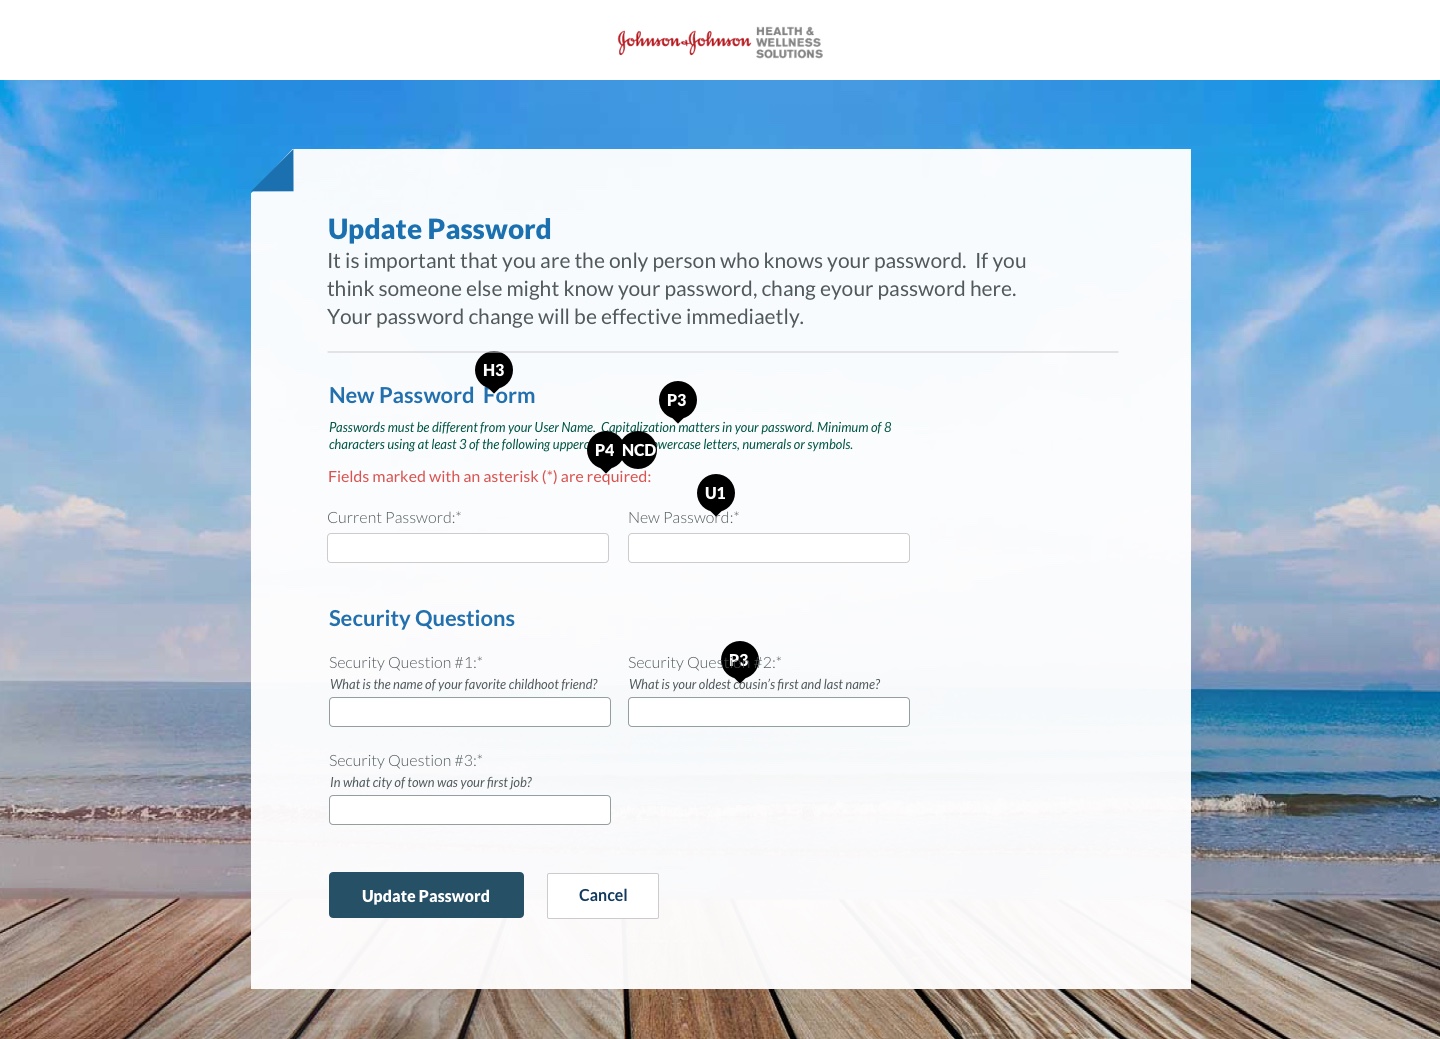 Johnson & Johnson HEALTH &
WELLNESS
SOLUTIONS
Update Password
It is important that you are the only person who knows your password. If you
think someone else might know your password, chang eyour password here.
Your password change will be effective immediaetly.
H3
New Password Form
P3
Passwords must be different from your User Name. Capitalization matters in your password. Minimum of 8
characters using at least 3 of the following wercase letters, numerals or symbols.
P4 NCD
Fields marked with an asterisk (*) are required:
U1
Current Password:* New Password:*
Security Questions
Security Question #1:* Security Question #2:*
P3
What is the name of your favorite childhoot friend? What is your oldest cousin's first and last name?
Security Question #3:*
In what city of town was your first job?
Update Password Cancel